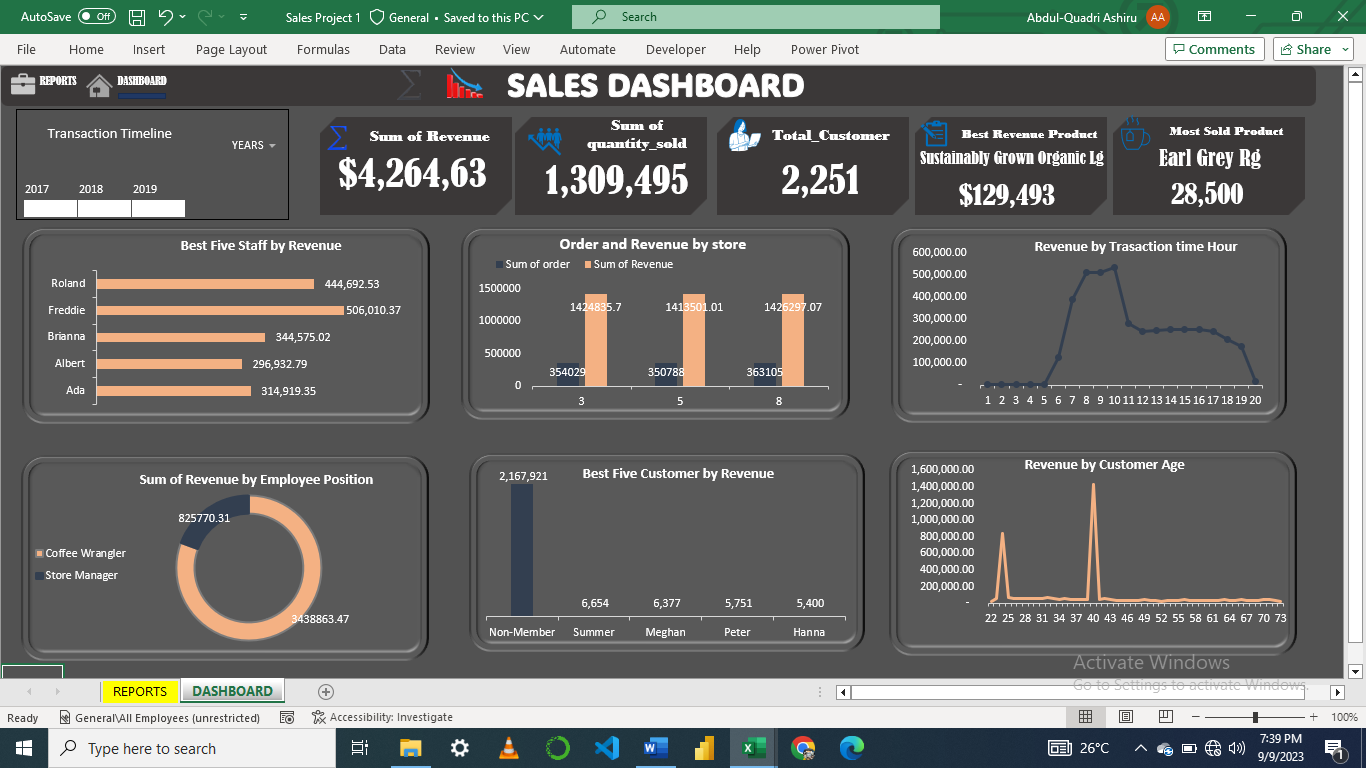 AutoSave Off Sales Project 1 General • Saved to this PC Search Abdul-Quadri Ashiru AA
File Home Insert Page Layout Formulas Data Review View Automate Developer Help Power Pivot Comments Share
REPORTS DASHBOARD SALES DASHBOARD
Transaction Timeline
YEARS
2017 2018 2019
Sum of Revenue
$4,264,63
Sum of
quantity_sold
1,309,495
Total_Customer
2,251
Best Revenue Product
Sustainably Grown Organic Lg
$129,493
Most Sold Product
Earl Grey Rg
28,500
Best Five Staff by Revenue
Roland 444,692.53
Freddie 506,010.37
Brianna 344,575.02
Albert 296,932.79
Ada 314,919.35
Order and Revenue by store
Sum of order Sum of Revenue
1500000
1000000
500000
0
1424835.7 1413501.01 1426297.07
354029 350788 363105
3 5 8
Revenue by Trasaction time Hour
600,000.00
500,000.00
400,000.00
300,000.00
200,000.00
100,000.00
-
1 2 3 4 5 6 7 8 9 10 11 12 13 14 15 16 17 18 19 20
Sum of Revenue by Employee Position
825770.31
Coffee Wrangler
Store Manager
3438863.47
Best Five Customer by Revenue
2,167,921
6,654 6,377 5,751 5,400
Non-Member Summer Meghan Peter Hanna
Revenue by Customer Age
1,600,000.00
1,400,000.00
1,200,000.00
1,000,000.00
800,000.00
600,000.00
400,000.00
200,000.00
-
22 25 28 31 34 37 40 43 46 49 52 55 58 61 64 67 70 73
Activate Windows
Go to Settings to activate Windows.
REPORTS DASHBOARD
Ready General\All Employees (unrestricted) Accessibility: Investigate 100%
Type here to search
26°C
7:39 PM
9/9/2023
1